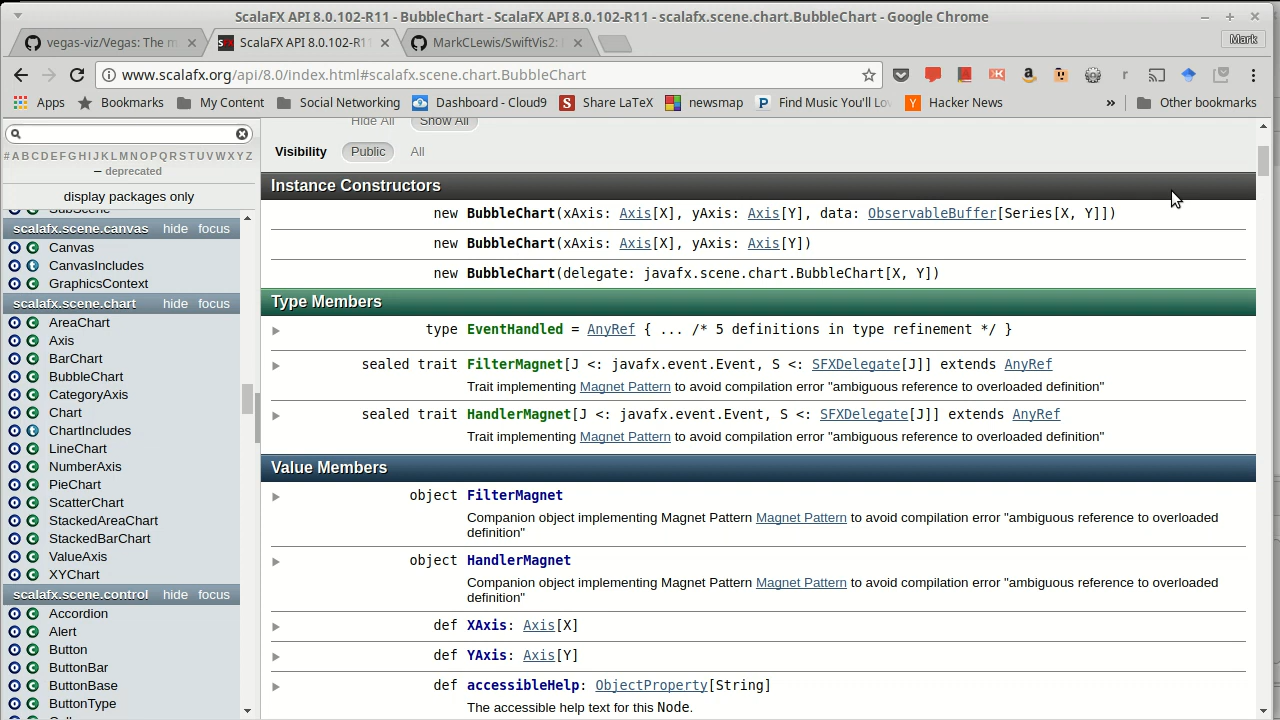 ScalaFX API 8.0.102-R11 - BubbleChart - ScalaFX API 8.0.102-R11 - scalafx.scene.chart.BubbleChart - Google Chrome
vegas-viz/Vegas: The m
ScalaFX API 8.0.102-R11
MarkCLewis/SwiftVis2:
Mark
www.scalafx.org/api/8.0/index.html#scalafx.scene.chart.BubbleChart
Apps
Bookmarks
My Content
Social Networking
Dashboard - Cloud9
Share LaTeX
newsmap
Find Music You'll Lo
Hacker News
»
Other bookmarks
# A B C D E F G H I J K L M N O P Q R S T U V W X Y Z
– deprecated
display packages only
SubScene
scalafx.scene.canvas hide focus
Canvas
CanvasIncludes
GraphicsContext
scalafx.scene.chart hide focus
AreaChart
Axis
BarChart
BubbleChart
CategoryAxis
Chart
ChartIncludes
LineChart
NumberAxis
PieChart
ScatterChart
StackedAreaChart
StackedBarChart
ValueAxis
XYChart
scalafx.scene.control hide focus
Accordion
Alert
Button
ButtonBar
ButtonBase
ButtonType
Hide All Show All
Visibility Public All
Instance Constructors
new BubbleChart(xAxis: Axis[X], yAxis: Axis[Y], data: ObservableBuffer[Series[X, Y]])
new BubbleChart(xAxis: Axis[X], yAxis: Axis[Y])
new BubbleChart(delegate: javafx.scene.chart.BubbleChart[X, Y])
Type Members
type EventHandled = AnyRef { ... /* 5 definitions in type refinement */ }
sealed trait FilterMagnet[J <: javafx.event.Event, S <: SFXDelegate[J]] extends AnyRef
Trait implementing Magnet Pattern to avoid compilation error "ambiguous reference to overloaded definition"
sealed trait HandlerMagnet[J <: javafx.event.Event, S <: SFXDelegate[J]] extends AnyRef
Trait implementing Magnet Pattern to avoid compilation error "ambiguous reference to overloaded definition"
Value Members
object FilterMagnet
Companion object implementing Magnet Pattern Magnet Pattern to avoid compilation error "ambiguous reference to overloaded
definition"
object HandlerMagnet
Companion object implementing Magnet Pattern Magnet Pattern to avoid compilation error "ambiguous reference to overloaded
definition"
def XAxis: Axis[X]
def YAxis: Axis[Y]
def accessibleHelp: ObjectProperty[String]
The accessible help text for this Node.